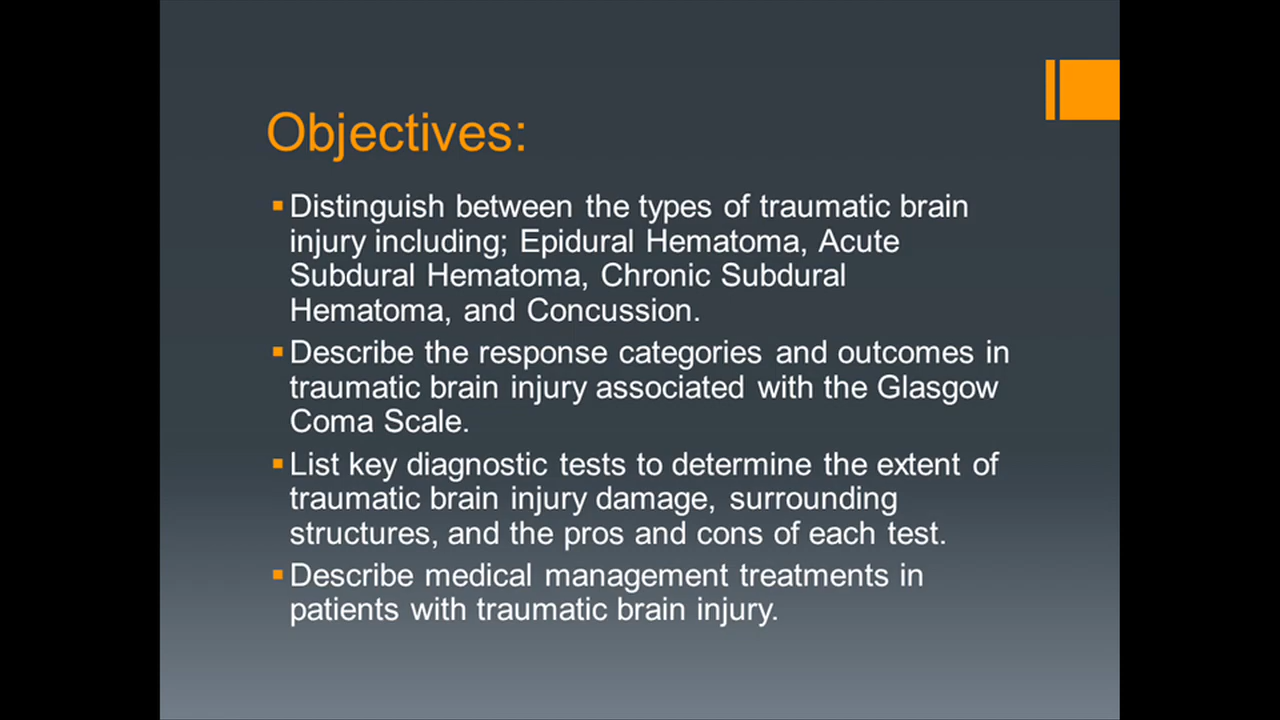 Objectives:
▪Distinguish between the types of traumatic brain
injury including; Epidural Hematoma, Acute
Subdural Hematoma, Chronic Subdural
Hematoma, and Concussion.
▪Describe the response categories and outcomes in
traumatic brain injury associated with the Glasgow
Coma Scale.
▪List key diagnostic tests to determine the extent of
traumatic brain injury damage, surrounding
structures, and the pros and cons of each test.
▪Describe medical management treatments in
patients with traumatic brain injury.